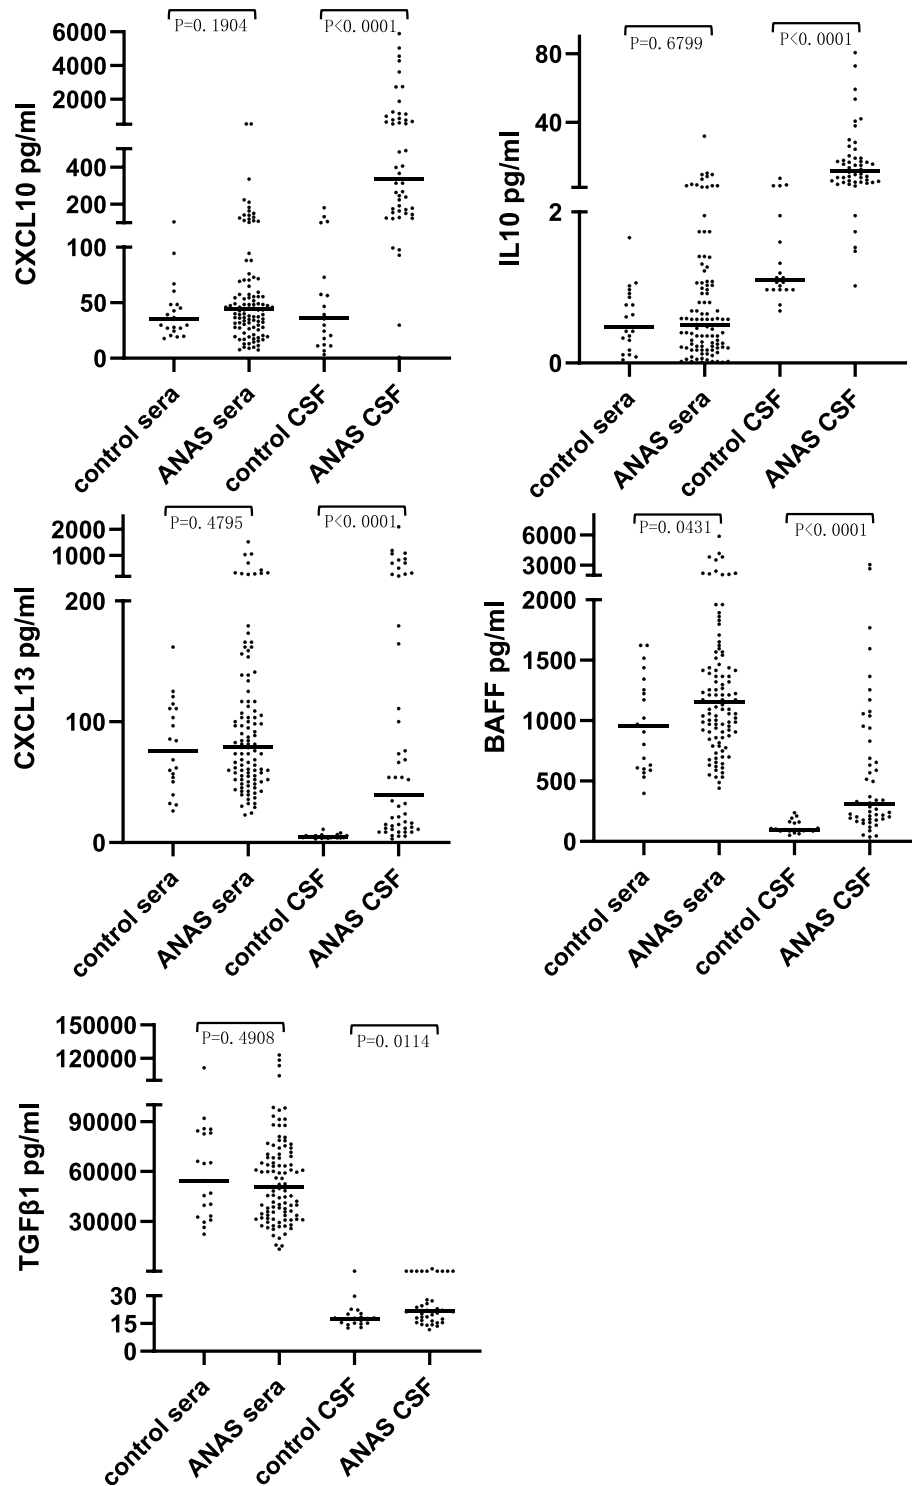 CXCL10 pg/ml
6000
4000
2000
400
200
100
50
0
P=0.1904
P<0.0001
control sera
ANAS sera
control CSF
ANAS CSF
IL10 pg/ml
80
40
2
0
P=0.6799
P<0.0001
control sera
ANAS sera
control CSF
ANAS CSF
CXCL13 pg/ml
2000
1000
200
100
0
P=0.4795
P<0.0001
control sera
ANAS sera
control CSF
ANAS CSF
BAFF pg/ml
6000
3000
2000
1500
1000
500
0
P=0.0431
P<0.0001
control sera
ANAS sera
control CSF
ANAS CSF
TGFβ1 pg/ml
150000
120000
90000
60000
30000
30
15
0
P=0.4908
P=0.0114
control sera
ANAS sera
control CSF
ANAS CSF